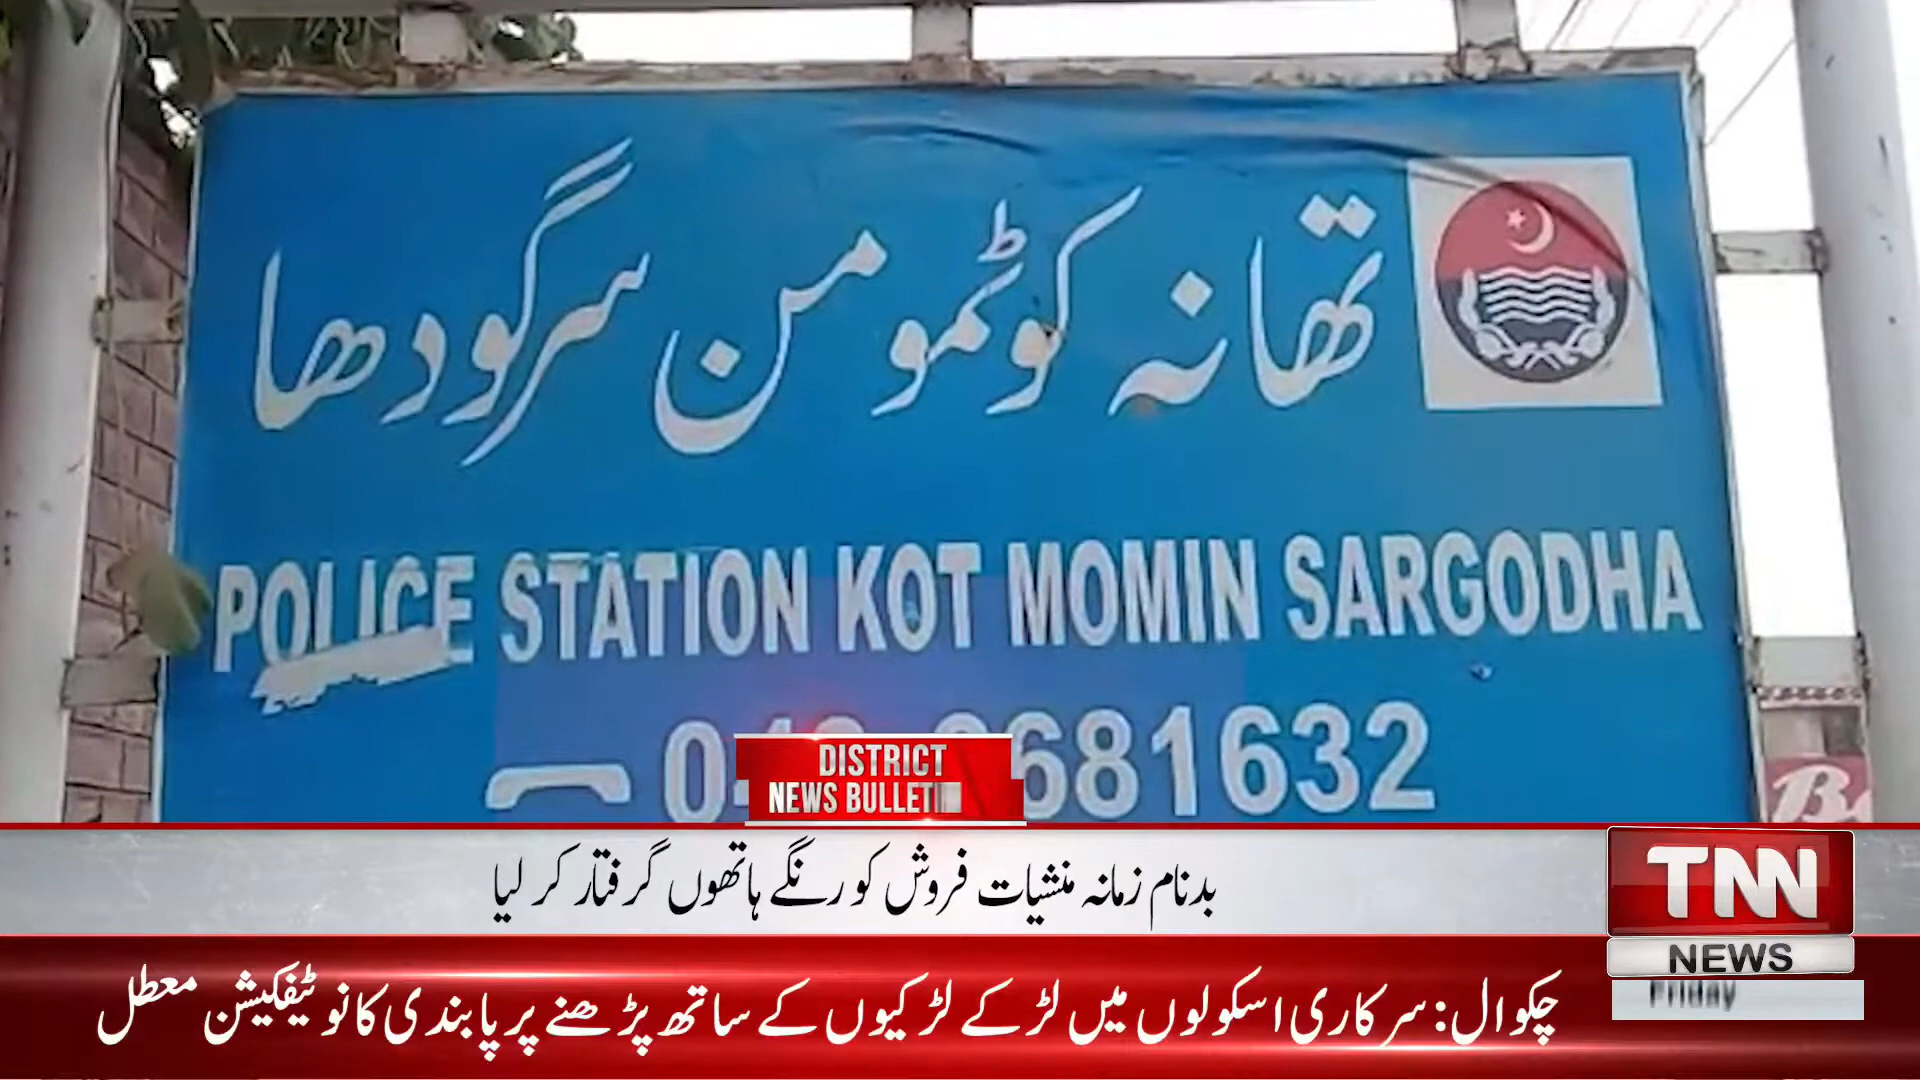 تھانہ کوٹمومن سرگودھا
POLICE STATION KOT MOMIN SARGODHA
681632
DISTRICT
NEWS BULLETIN
بدنام زمانہ منشیات فروش کو رنگے ہاتھوں گرفتار کر لیا
TNN
NEWS
Friday
چکوال: سرکاری اسکولوں میں لڑکے لڑکیوں کے ساتھ پڑھنے پر پابندی کا نوٹیفکیشن معطل